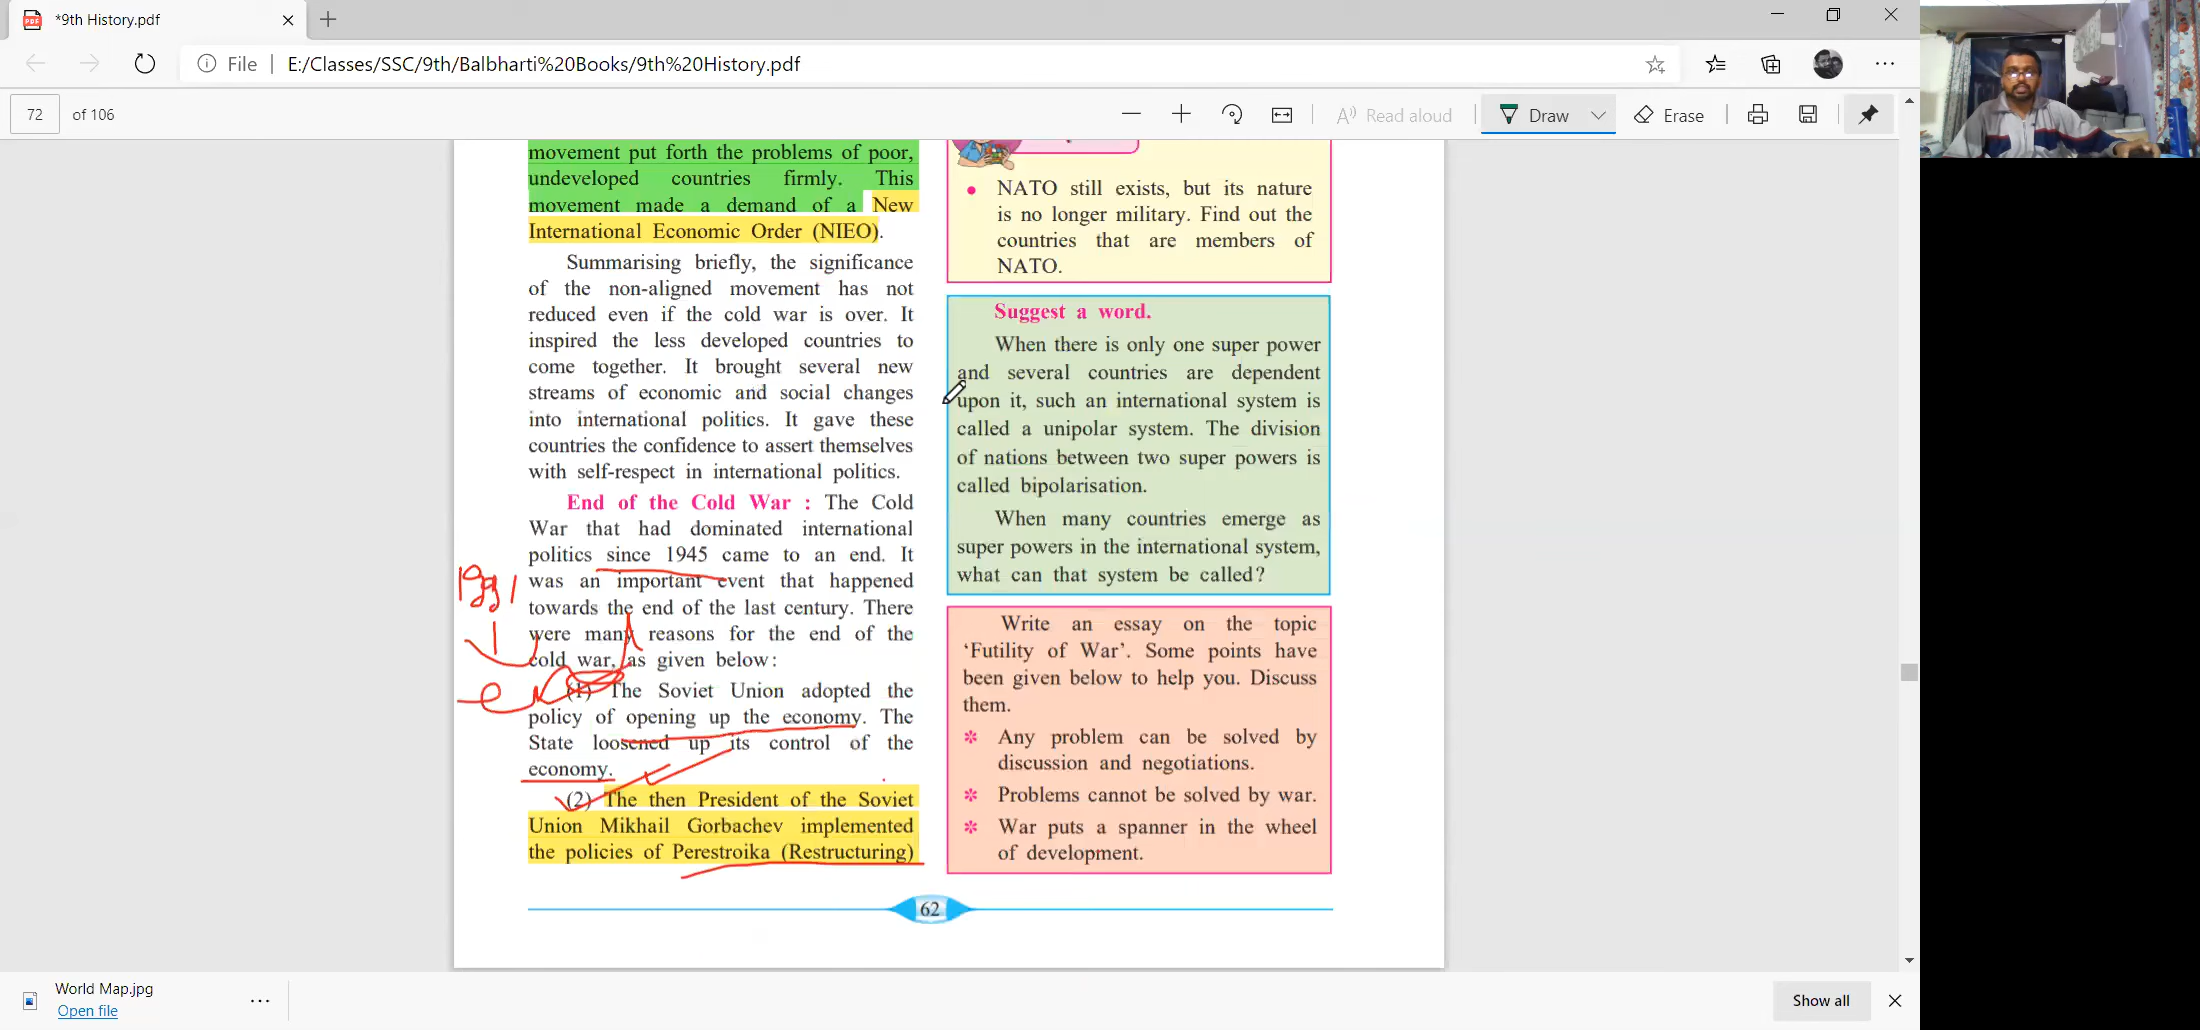 *9th History.pdf
File
E:/Classes/SSC/9th/Balbharti%20Books/9th%20History.pdf
72
of 106
Read aloud
Draw
Erase
movement put forth the problems of poor,
undeveloped countries firmly. This
movement made a demand of a New
International Economic Order (NIEO).
Summarising briefly, the significance
of the non-aligned movement has not
reduced even if the cold war is over. It
inspired the less developed countries to
come together. It brought several new
streams of economic and social changes
into international politics. It gave these
countries the confidence to assert themselves
with self-respect in international politics.
End of the Cold War : The Cold
War that had dominated international
politics since 1945 came to an end. It
was an important event that happened
towards the end of the last century. There
were many reasons for the end of the
cold war, as given below:
(1) The Soviet Union adopted the
policy of opening up the economy. The
State loosened up its control of the
economy.
(2) The then President of the Soviet
Union Mikhail Gorbachev implemented
the policies of Perestroika (Restructuring)
1991
NATO still exists, but its nature
is no longer military. Find out the
countries that are members of
NATO.
Suggest a word.
When there is only one super power
and several countries are dependent
upon it, such an international system is
called a unipolar system. The division
of nations between two super powers is
called bipolarisation.
When many countries emerge as
super powers in the international system,
what can that system be called?
Write an essay on the topic
‘Futility of War’. Some points have
been given below to help you. Discuss
them.
Any problem can be solved by
discussion and negotiations.
Problems cannot be solved by war.
War puts a spanner in the wheel
of development.
62
World Map.jpg
Open file
Show all